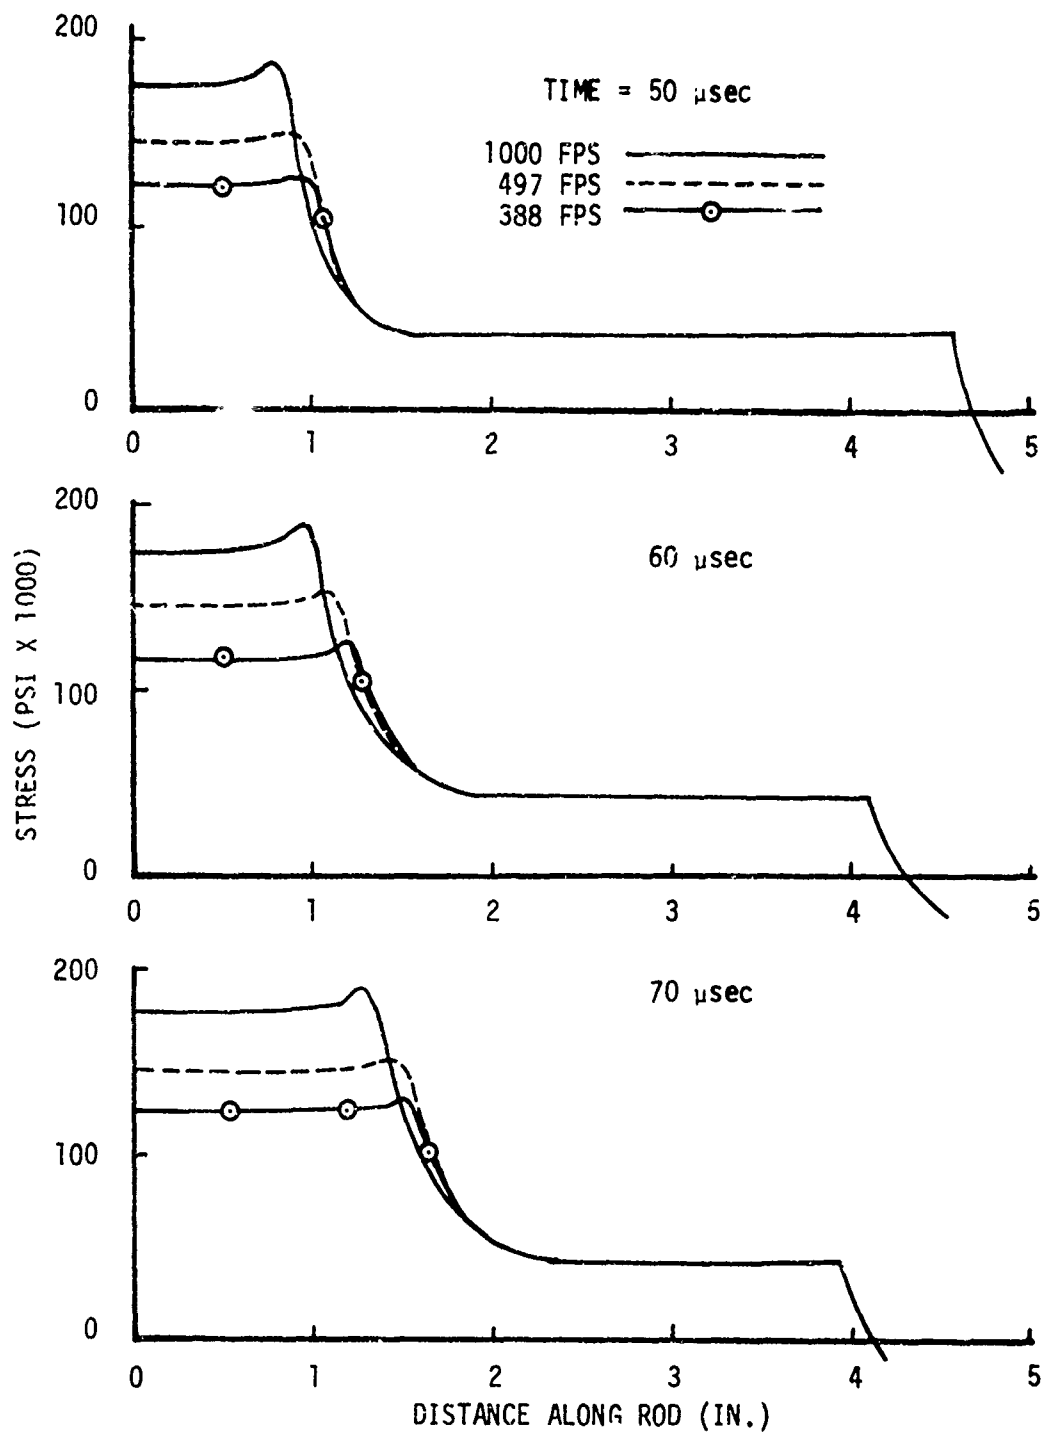 200
TIME = 50 µsec
1000 FPS
497 FPS
388 FPS
100
0
0 1 2 3 4 5
200
60 µsec
100
0
0 1 2 3 4 5
STRESS (PSI X 1000)
200
70 µsec
100
0
0 1 2 3 4 5
DISTANCE ALONG ROD (IN.)